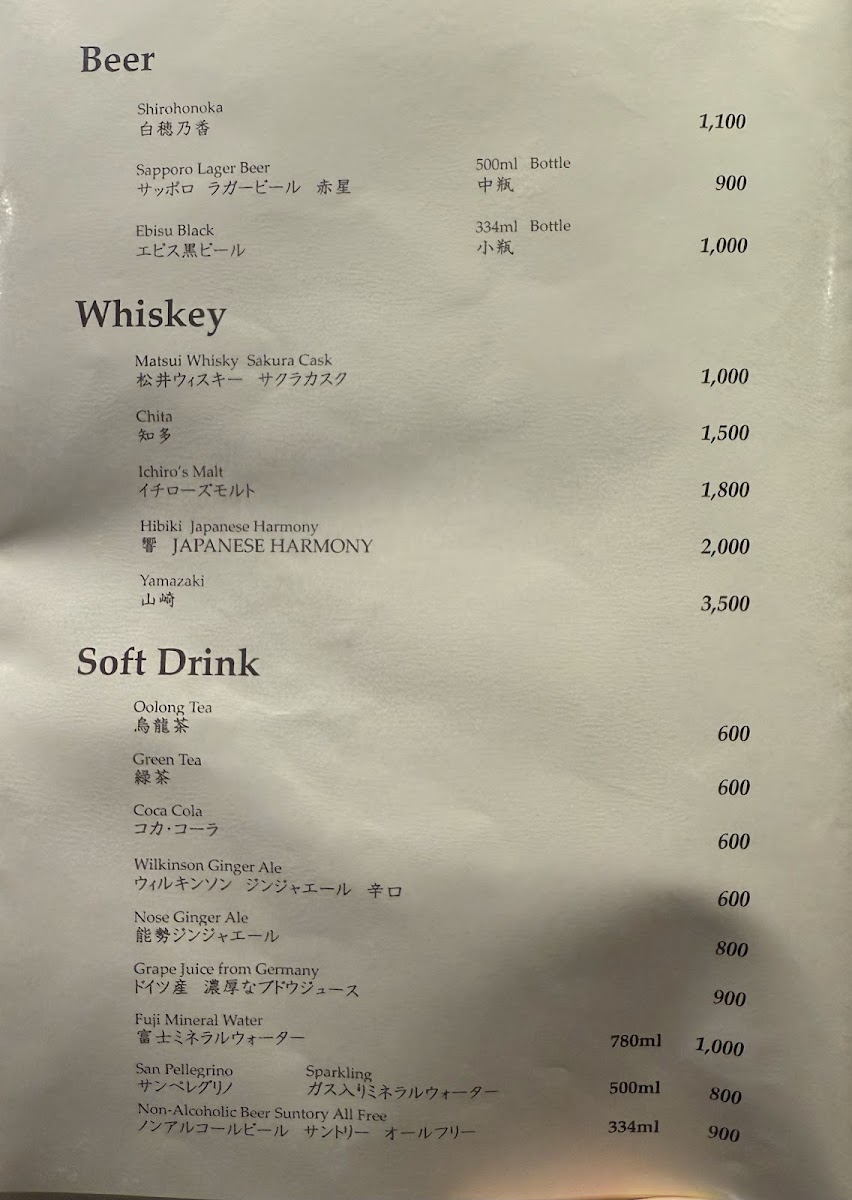 Beer
Shirohonoka
白穂乃香 1,100
Sapporo Lager Beer 500ml Bottle
サッポロ ラガービール 赤星 中瓶 900
Ebisu Black 334ml Bottle
エビス黒ビール 小瓶 1,000
Whiskey
Matsui Whisky Sakura Cask
松井ウィスキー サクラカスク 1,000
Chita
知多 1,500
Ichiro's Malt
イチローズモルト 1,800
Hibiki Japanese Harmony
響 JAPANESE HARMONY 2,000
Yamazaki
山崎 3,500
Soft Drink
Oolong Tea
烏龍茶 600
Green Tea
緑茶 600
Coca Cola
コカ・コーラ 600
Wilkinson Ginger Ale
ウィルキンソン ジンジャエール 辛口 600
Nose Ginger Ale
能勢ジンジャエール 800
Grape Juice from Germany
ドイツ産 濃厚なブドウジュース 900
Fuji Mineral Water
富士ミネラルウォーター 780ml 1,000
San Pellegrino Sparkling
サンペレグリノ ガス入りミネラルウォーター 500ml 800
Non-Alcoholic Beer Suntory All Free
ノンアルコールビール サントリー オールフリー 334ml 900